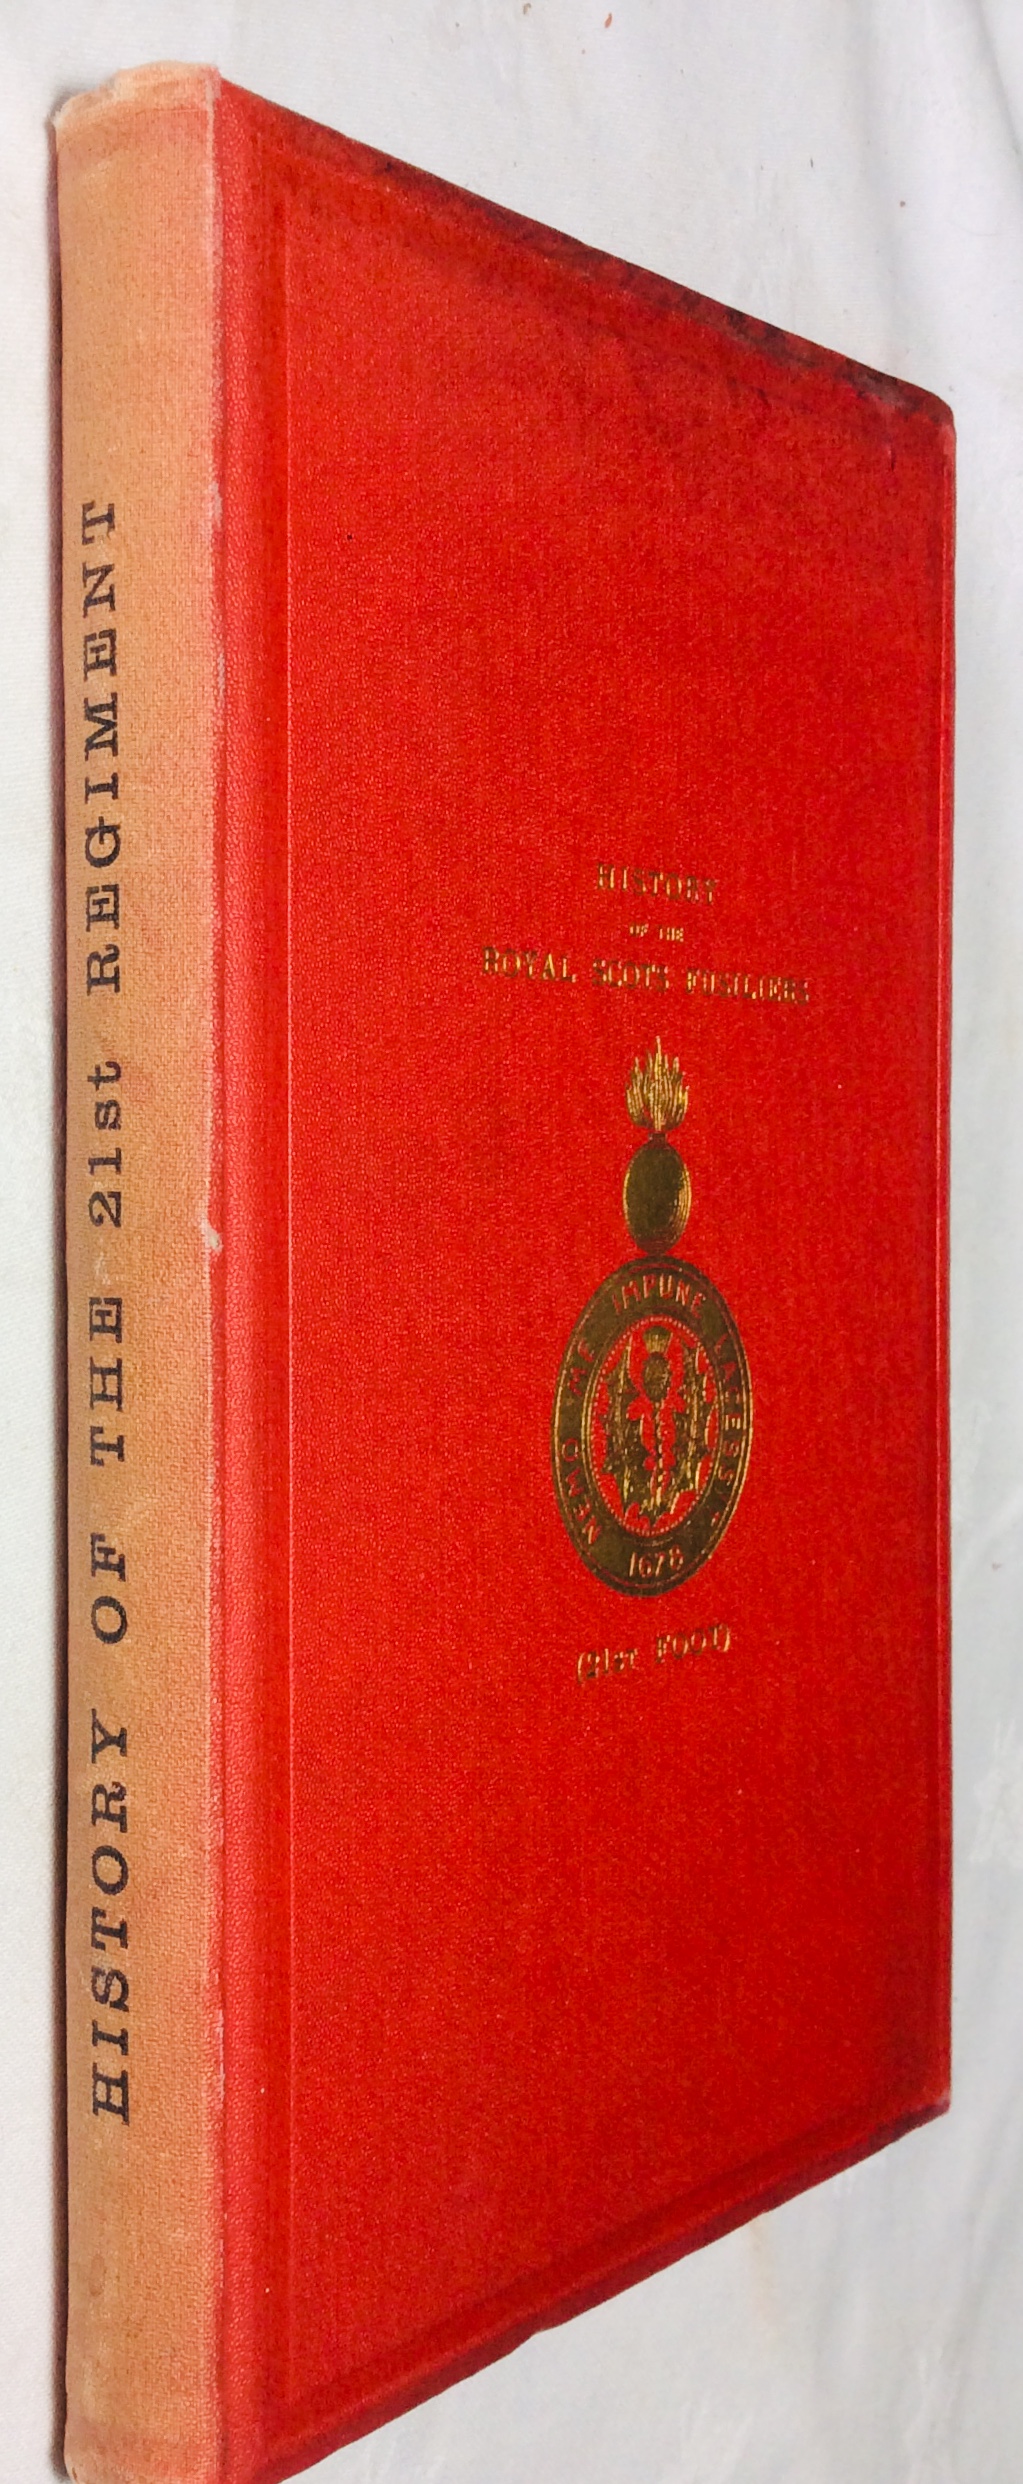 HISTORY OF THE 21st REGIMENT
HISTORY
OF THE
ROYAL SCOTS FUSILIERS
NEMO ME IMPUNE LACESSIT
1678
(21st FOOT)